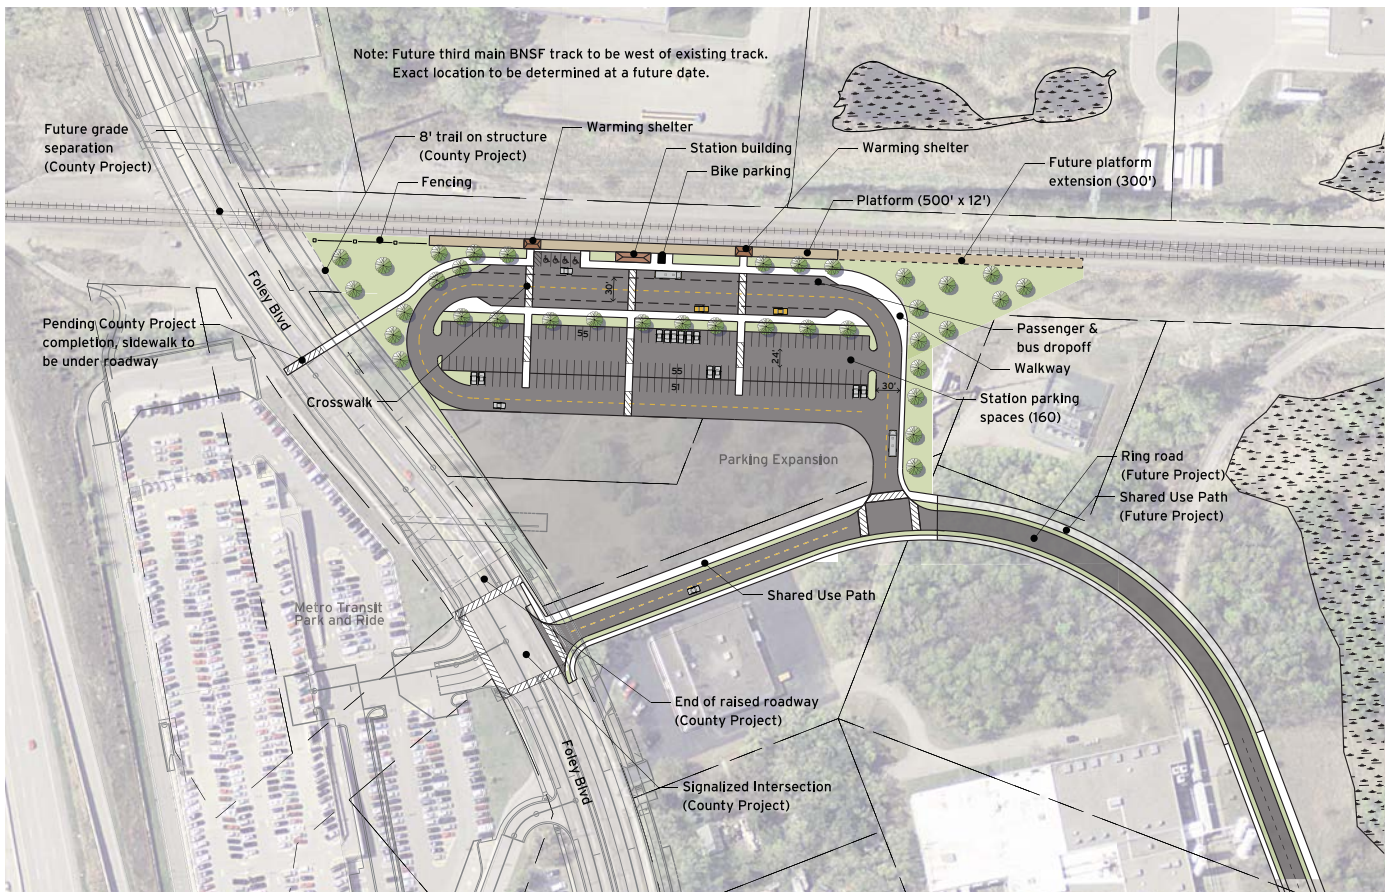 Note: Future third main BNSF track to be west of existing track.
Exact location to be determined at a future date.
Future grade
separation
(County Project)
8' trail on structure
(County Project)
Fencing
Warming shelter
Station building
Bike parking
Warming shelter
Future platform
extension (300')
Platform (500' x 12')
Foley Blvd
Pending County Project
completion, sidewalk to
be under roadway
Crosswalk
30'
55
24'
55
51
30'
Passenger &
bus dropoff
Walkway
Station parking
spaces (160)
Parking Expansion
Ring road
(Future Project)
Shared Use Path
(Future Project)
Shared Use Path
Metro Transit
Park and Ride
End of raised roadway
(County Project)
Foley Blvd
Signalized Intersection
(County Project)